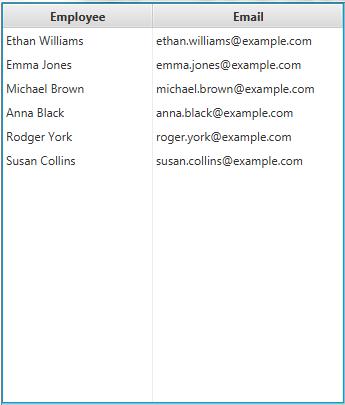 Employee Email
Ethan Williams ethan.williams@example.com
Emma Jones emma.jones@example.com
Michael Brown michael.brown@example.com
Anna Black anna.black@example.com
Rodger York roger.york@example.com
Susan Collins susan.collins@example.com